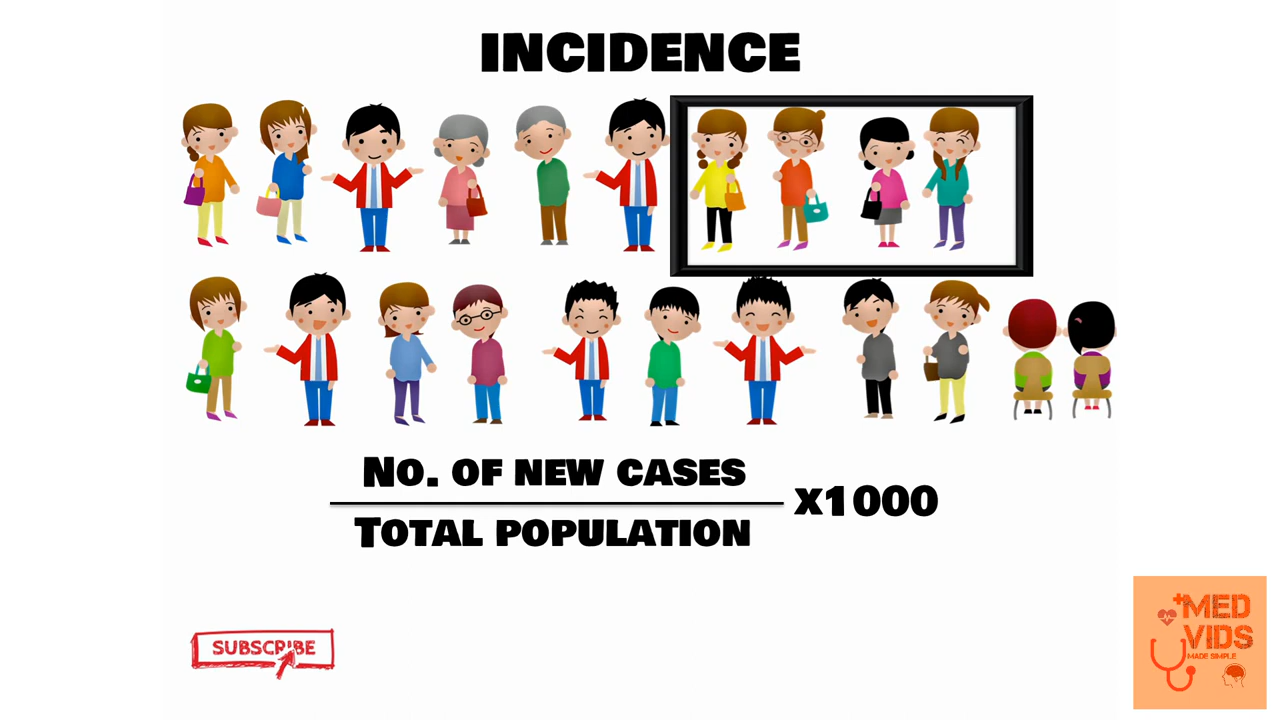 INCIDENCE
NO. OF NEW CASES
TOTAL POPULATION
X1000
SUBSCRIBE
MED
VIDS
MADE SIMPLE